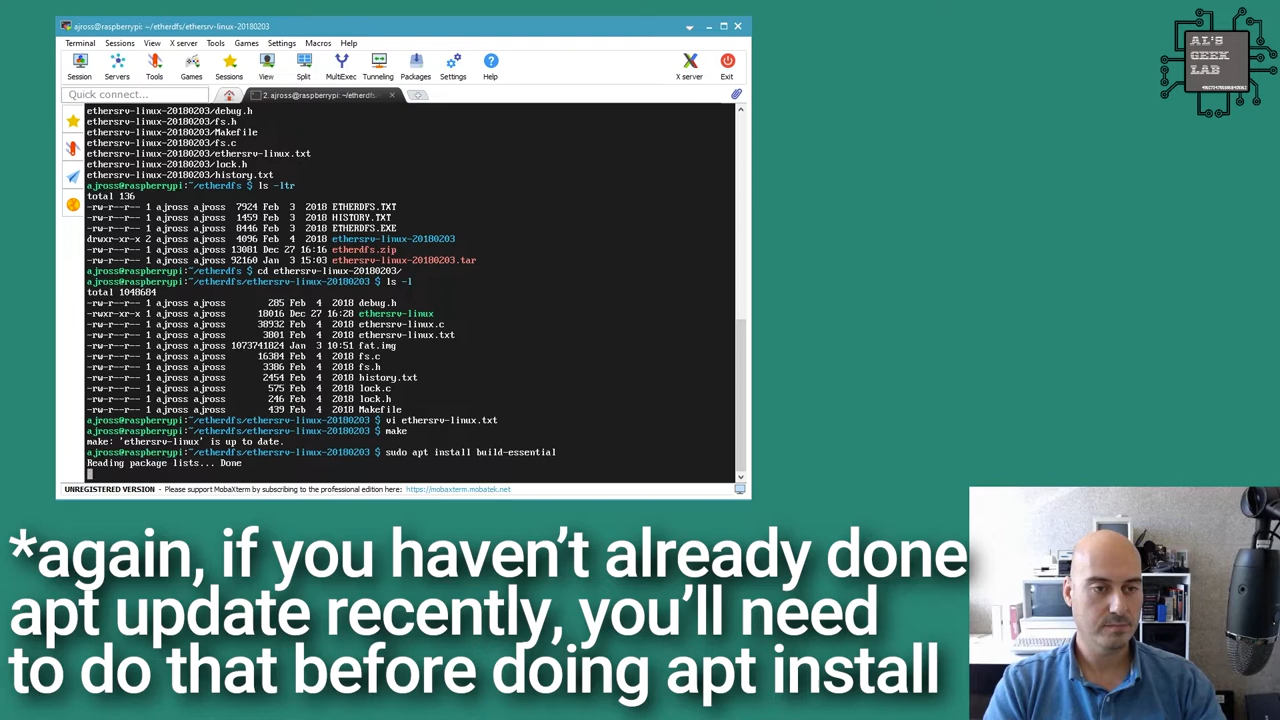 ajross@raspberrypi: ~/etherdfs/ethersrv-linux-20180203
Terminal Sessions View X server Tools Games Settings Macros Help
Session Servers Tools Games Sessions View Split MultiExec Tunneling Packages Settings Help X server Exit
Quick connect...
2. ajross@raspberrypi: ~/etherdfs
ethersrv-linux-20180203/debug.h
ethersrv-linux-20180203/fs.h
ethersrv-linux-20180203/Makefile
ethersrv-linux-20180203/fs.c
ethersrv-linux-20180203/ethersrv-linux.txt
ethersrv-linux-20180203/lock.h
ethersrv-linux-20180203/history.txt
ajross@raspberrypi:~/etherdfs $ ls -ltr
total 136
-rw-r--r-- 1 ajross ajross 7924 Feb 3 2018 ETHERDFS.TXT
-rw-r--r-- 1 ajross ajross 1459 Feb 3 2018 HISTORY.TXT
-rw-r--r-- 1 ajross ajross 8446 Feb 3 2018 ETHERDFS.EXE
drwxr-xr-x 2 ajross ajross 4096 Feb 4 2018 ethersrv-linux-20180203
-rw-r--r-- 1 ajross ajross 13081 Dec 27 16:16 etherdfs.zip
-rw-r--r-- 1 ajross ajross 92160 Jan 3 15:03 ethersrv-linux-20180203.tar
ajross@raspberrypi:~/etherdfs $ cd ethersrv-linux-20180203/
ajross@raspberrypi:~/etherdfs/ethersrv-linux-20180203 $ ls -l
total 1048684
-rw-r--r-- 1 ajross ajross 285 Feb 4 2018 debug.h
-rwxr-xr-x 1 ajross ajross 18016 Dec 27 16:28 ethersrv-linux
-rw-r--r-- 1 ajross ajross 38932 Feb 4 2018 ethersrv-linux.c
-rw-r--r-- 1 ajross ajross 3801 Feb 4 2018 ethersrv-linux.txt
-rw-r--r-- 1 ajross ajross 1073741824 Jan 3 10:51 fat.img
-rw-r--r-- 1 ajross ajross 16384 Feb 4 2018 fs.c
-rw-r--r-- 1 ajross ajross 3386 Feb 4 2018 fs.h
-rw-r--r-- 1 ajross ajross 2454 Feb 4 2018 history.txt
-rw-r--r-- 1 ajross ajross 575 Feb 4 2018 lock.c
-rw-r--r-- 1 ajross ajross 246 Feb 4 2018 lock.h
-rw-r--r-- 1 ajross ajross 439 Feb 4 2018 Makefile
ajross@raspberrypi:~/etherdfs/ethersrv-linux-20180203 $ vi ethersrv-linux.txt
ajross@raspberrypi:~/etherdfs/ethersrv-linux-20180203 $ make
make: 'ethersrv-linux' is up to date.
ajross@raspberrypi:~/etherdfs/ethersrv-linux-20180203 $ sudo apt install build-essential
Reading package lists... Done
UNREGISTERED VERSION - Please support MobaXterm by subscribing to the professional edition here: https://mobaxterm.mobatek.net
AL'S
GEEK
LAB
*again, if you haven't already done
apt update recently, you'll need
to do that before doing apt install